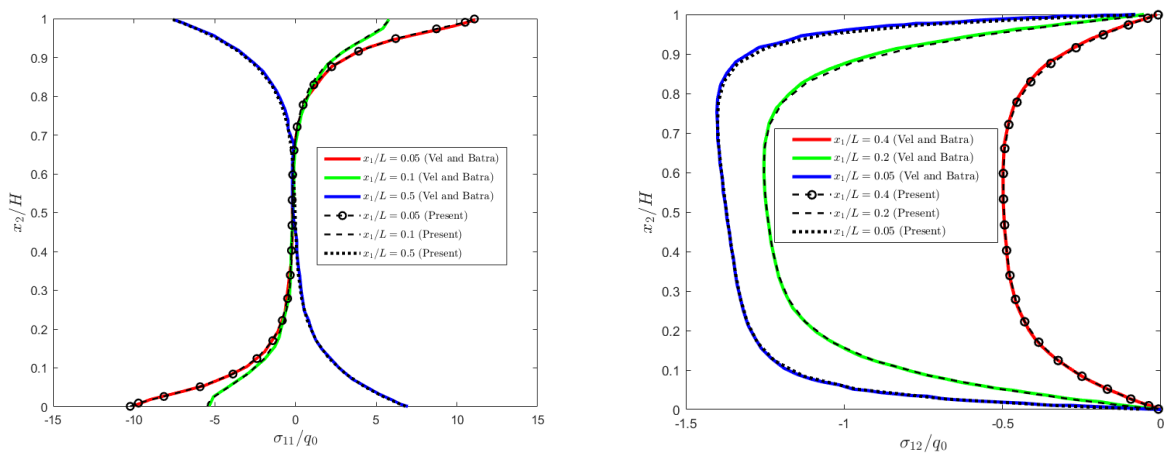 1
0.9
0.8
0.7
0.6
0.5
0.4
0.3
0.2
0.1
0
x₂/H
-15
-10
-5
0
5
10
15
σ₁₁/q₀
x₁/L = 0.05 (Vel and Batra)
x₁/L = 0.1 (Vel and Batra)
x₁/L = 0.5 (Vel and Batra)
x₁/L = 0.05 (Present)
x₁/L = 0.1 (Present)
x₁/L = 0.5 (Present)
1
0.9
0.8
0.7
0.6
0.5
0.4
0.3
0.2
0.1
0
x₂/H
-1.5
-1
-0.5
0
σ₁₂/q₀
x₁/L = 0.4 (Vel and Batra)
x₁/L = 0.2 (Vel and Batra)
x₁/L = 0.05 (Vel and Batra)
x₁/L = 0.4 (Present)
x₁/L = 0.2 (Present)
x₁/L = 0.05 (Present)